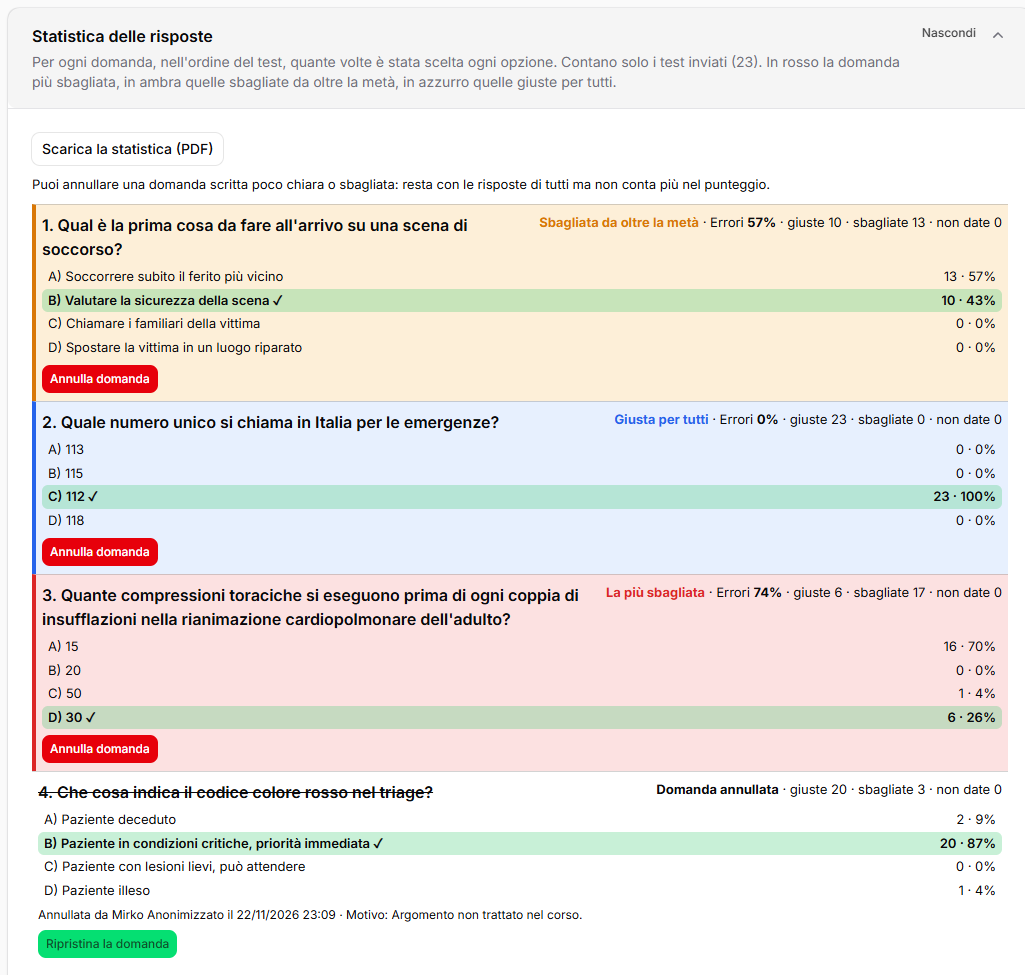 Statistica delle risposte
Nascondi
Per ogni domanda, nell'ordine del test, quante volte è stata scelta ogni opzione. Contano solo i test inviati (23). In rosso la domanda
più sbagliata, in ambra quelle sbagliate da oltre la metà, in azzurro quelle giuste per tutti.
Scarica la statistica (PDF)
Puoi annullare una domanda scritta poco chiara o sbagliata: resta con le risposte di tutti ma non conta più nel punteggio.
1. Qual è la prima cosa da fare all'arrivo su una scena di
soccorso?
Sbagliata da oltre la metà · Errori 57% · giuste 10 · sbagliate 13 · non date 0
A) Soccorrere subito il ferito più vicino 13 · 57%
B) Valutare la sicurezza della scena ✓ 10 · 43%
C) Chiamare i familiari della vittima 0 · 0%
D) Spostare la vittima in un luogo riparato 0 · 0%
Annulla domanda
2. Quale numero unico si chiama in Italia per le emergenze?
Giusta per tutti · Errori 0% · giuste 23 · sbagliate 0 · non date 0
A) 113 0 · 0%
B) 115 0 · 0%
C) 112 ✓ 23 · 100%
D) 118 0 · 0%
Annulla domanda
3. Quante compressioni toraciche si eseguono prima di ogni coppia di
insufflazioni nella rianimazione cardiopolmonare dell'adulto?
La più sbagliata · Errori 74% · giuste 6 · sbagliate 17 · non date 0
A) 15 16 · 70%
B) 20 0 · 0%
C) 50 1 · 4%
D) 30 ✓ 6 · 26%
Annulla domanda
4. Che cosa indica il codice colore rosso nel triage?
Domanda annullata · giuste 20 · sbagliate 3 · non date 0
A) Paziente deceduto 2 · 9%
B) Paziente in condizioni critiche, priorità immediata ✓ 20 · 87%
C) Paziente con lesioni lievi, può attendere 0 · 0%
D) Paziente illeso 1 · 4%
Annullata da Mirko Anonimizzato il 22/11/2026 23:09 · Motivo: Argomento non trattato nel corso.
Ripristina la domanda